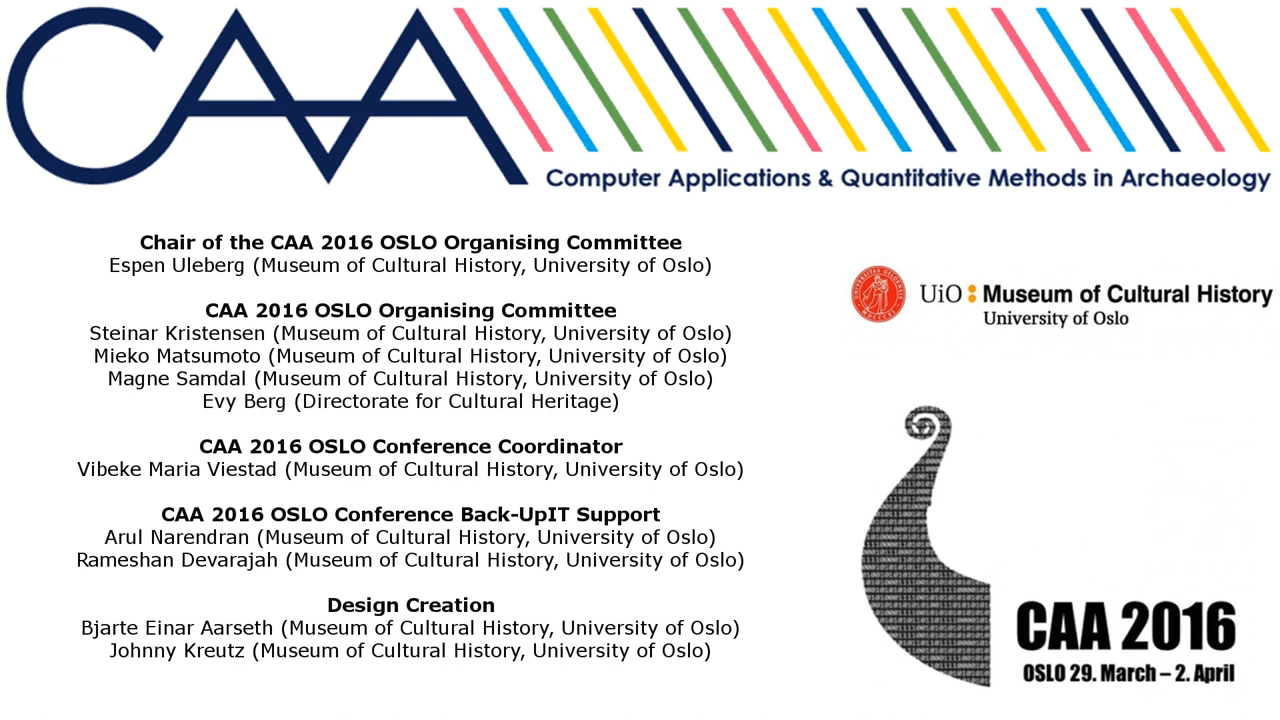 CAA
Computer Applications & Quantitative Methods in Archaeology
Chair of the CAA 2016 OSLO Organising Committee
Espen Uleberg (Museum of Cultural History, University of Oslo)
CAA 2016 OSLO Organising Committee
Steinar Kristensen (Museum of Cultural History, University of Oslo)
Mieko Matsumoto (Museum of Cultural History, University of Oslo)
Magne Samdal (Museum of Cultural History, University of Oslo)
Evy Berg (Directorate for Cultural Heritage)
CAA 2016 OSLO Conference Coordinator
Vibeke Maria Viestad (Museum of Cultural History, University of Oslo)
CAA 2016 OSLO Conference Back-UpIT Support
Arul Narendran (Museum of Cultural History, University of Oslo)
Rameshan Devarajah (Museum of Cultural History, University of Oslo)
Design Creation
Bjarte Einar Aarseth (Museum of Cultural History, University of Oslo)
Johnny Kreutz (Museum of Cultural History, University of Oslo)
UiO : Museum of Cultural History
University of Oslo
CAA 2016
OSLO 29. March – 2. April